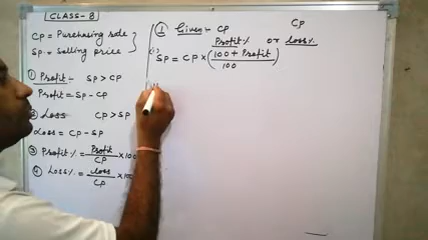 CLASS-8
CP = Purchasing rate
SP = Selling price
① Profit - SP > CP
Profit = SP - CP
② Loss CP > SP
Loss = CP - SP
③ Profit % = Profit/CP × 100
④ Loss % = Loss/CP × 100
① Given - CP CP
Profit % or Loss %
(i) SP = CP × (100 + Profit/100)